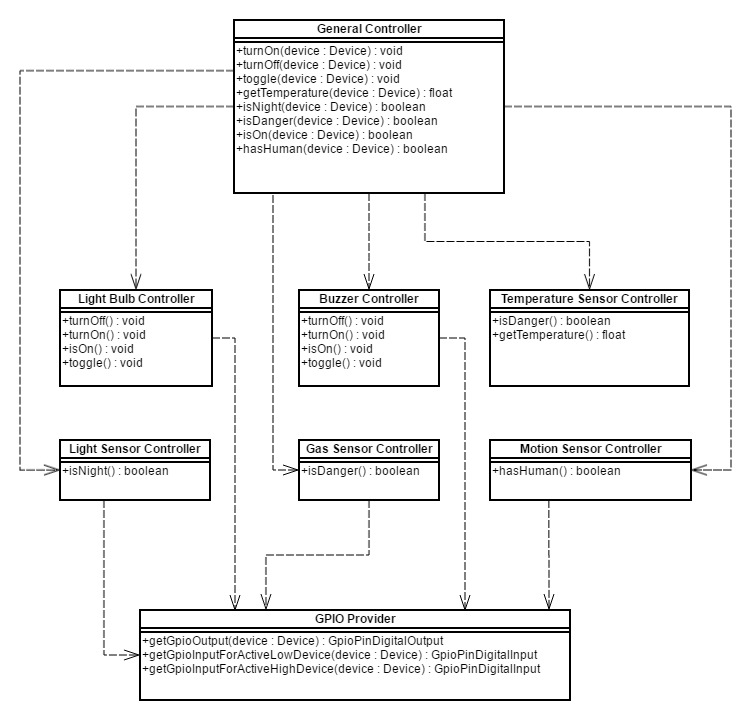 General Controller
+turnOn(device : Device) : void
+turnOff(device : Device) : void
+toggle(device : Device) : void
+getTemperature(device : Device) : float
+isNight(device : Device) : boolean
+isDanger(device : Device) : boolean
+isOn(device : Device) : boolean
+hasHuman(device : Device) : boolean
Light Bulb Controller
+turnOff() : void
+turnOn() : void
+isOn() : void
+toggle() : void
Buzzer Controller
+turnOff() : void
+turnOn() : void
+isOn() : void
+toggle() : void
Temperature Sensor Controller
+isDanger() : boolean
+getTemperature() : float
Light Sensor Controller
+isNight() : boolean
Gas Sensor Controller
+isDanger() : boolean
Motion Sensor Controller
+hasHuman() : boolean
GPIO Provider
+getGpioOutput(device : Device) : GpioPinDigitalOutput
+getGpioInputForActiveLowDevice(device : Device) : GpioPinDigitalInput
+getGpioInputForActiveHighDevice(device : Device) : GpioPinDigitalInput